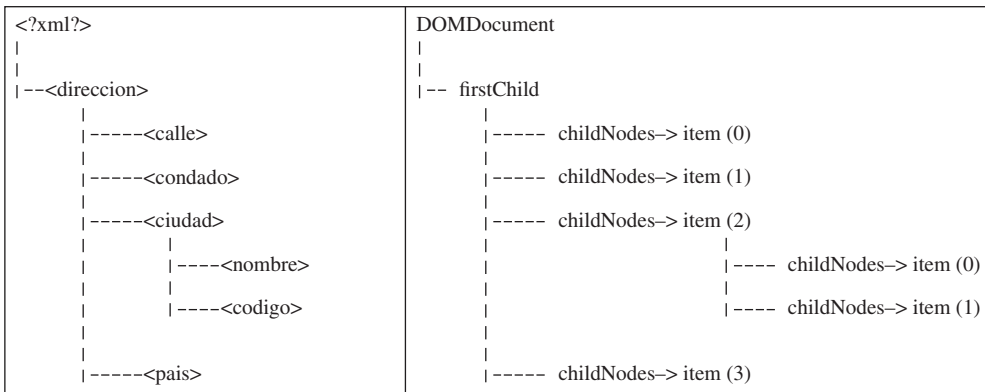 <?xml?> DOMDocument
| |
| |
|--<direccion> |-- firstChild
| |
|-----<calle> |----- childNodes–> item (0)
| |
|-----<condado> |----- childNodes–> item (1)
| |
|-----<ciudad> |----- childNodes–> item (2)
| | | |
| |----<nombre> | |---- childNodes–> item (0)
| | | |
| |----<codigo> | |---- childNodes–> item (1)
| |
| |
|-----<pais> |----- childNodes–> item (3)